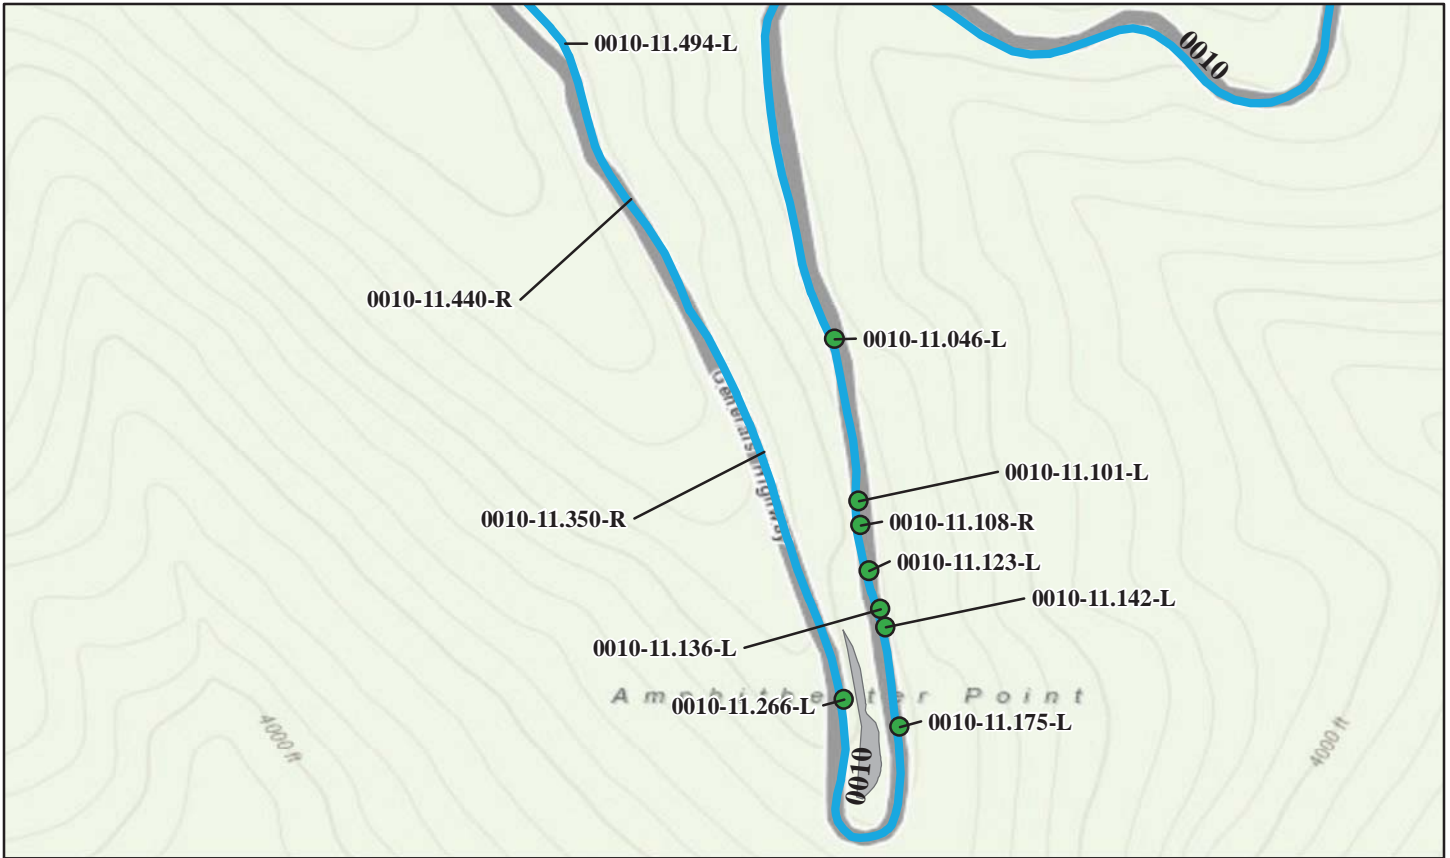 0010-11.494-L
0010
0010-11.440-R
0010-11.046-L
Generals Highway
0010-11.101-L
0010-11.350-R
0010-11.108-R
0010-11.123-L
0010-11.142-L
0010-11.136-L
Amphitheater Point
0010-11.266-L
0010-11.175-L
4000 ft
4000 ft
0010